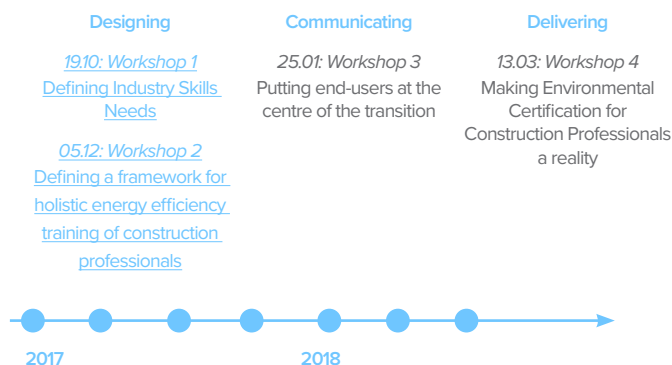 Designing
19.10: Workshop 1
Defining Industry Skills
Needs
05.12: Workshop 2
Defining a framework for
holistic energy efficiency
training of construction
professionals
Communicating
25.01: Workshop 3
Putting end-users at the
centre of the transition
Delivering
13.03: Workshop 4
Making Environmental
Certification for
Construction Professionals
a reality
2017
2018